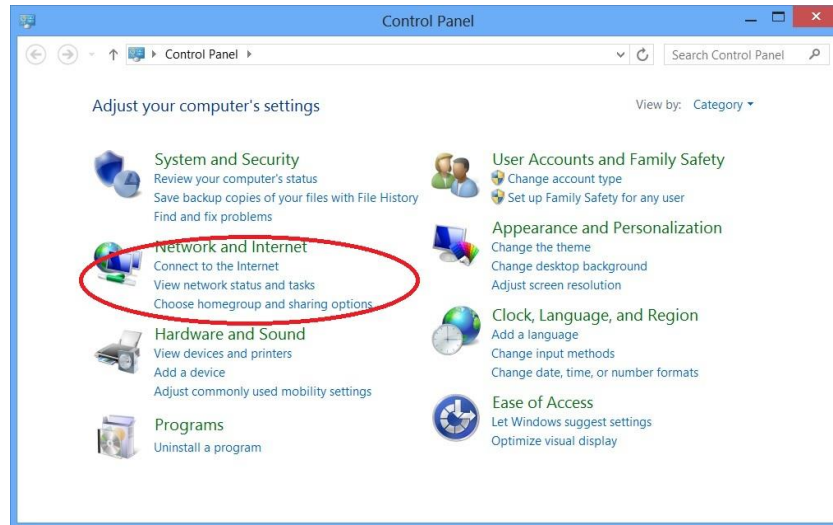 Control Panel
Control Panel
Search Control Panel
Adjust your computer's settings
View by: Category
System and Security
Review your computer's status
Save backup copies of your files with File History
Find and fix problems
Network and Internet
Connect to the Internet
View network status and tasks
Choose homegroup and sharing options
Hardware and Sound
View devices and printers
Add a device
Adjust commonly used mobility settings
Programs
Uninstall a program
User Accounts and Family Safety
Change account type
Set up Family Safety for any user
Appearance and Personalization
Change the theme
Change desktop background
Adjust screen resolution
Clock, Language, and Region
Add a language
Change input methods
Change date, time, or number formats
Ease of Access
Let Windows suggest settings
Optimize visual display